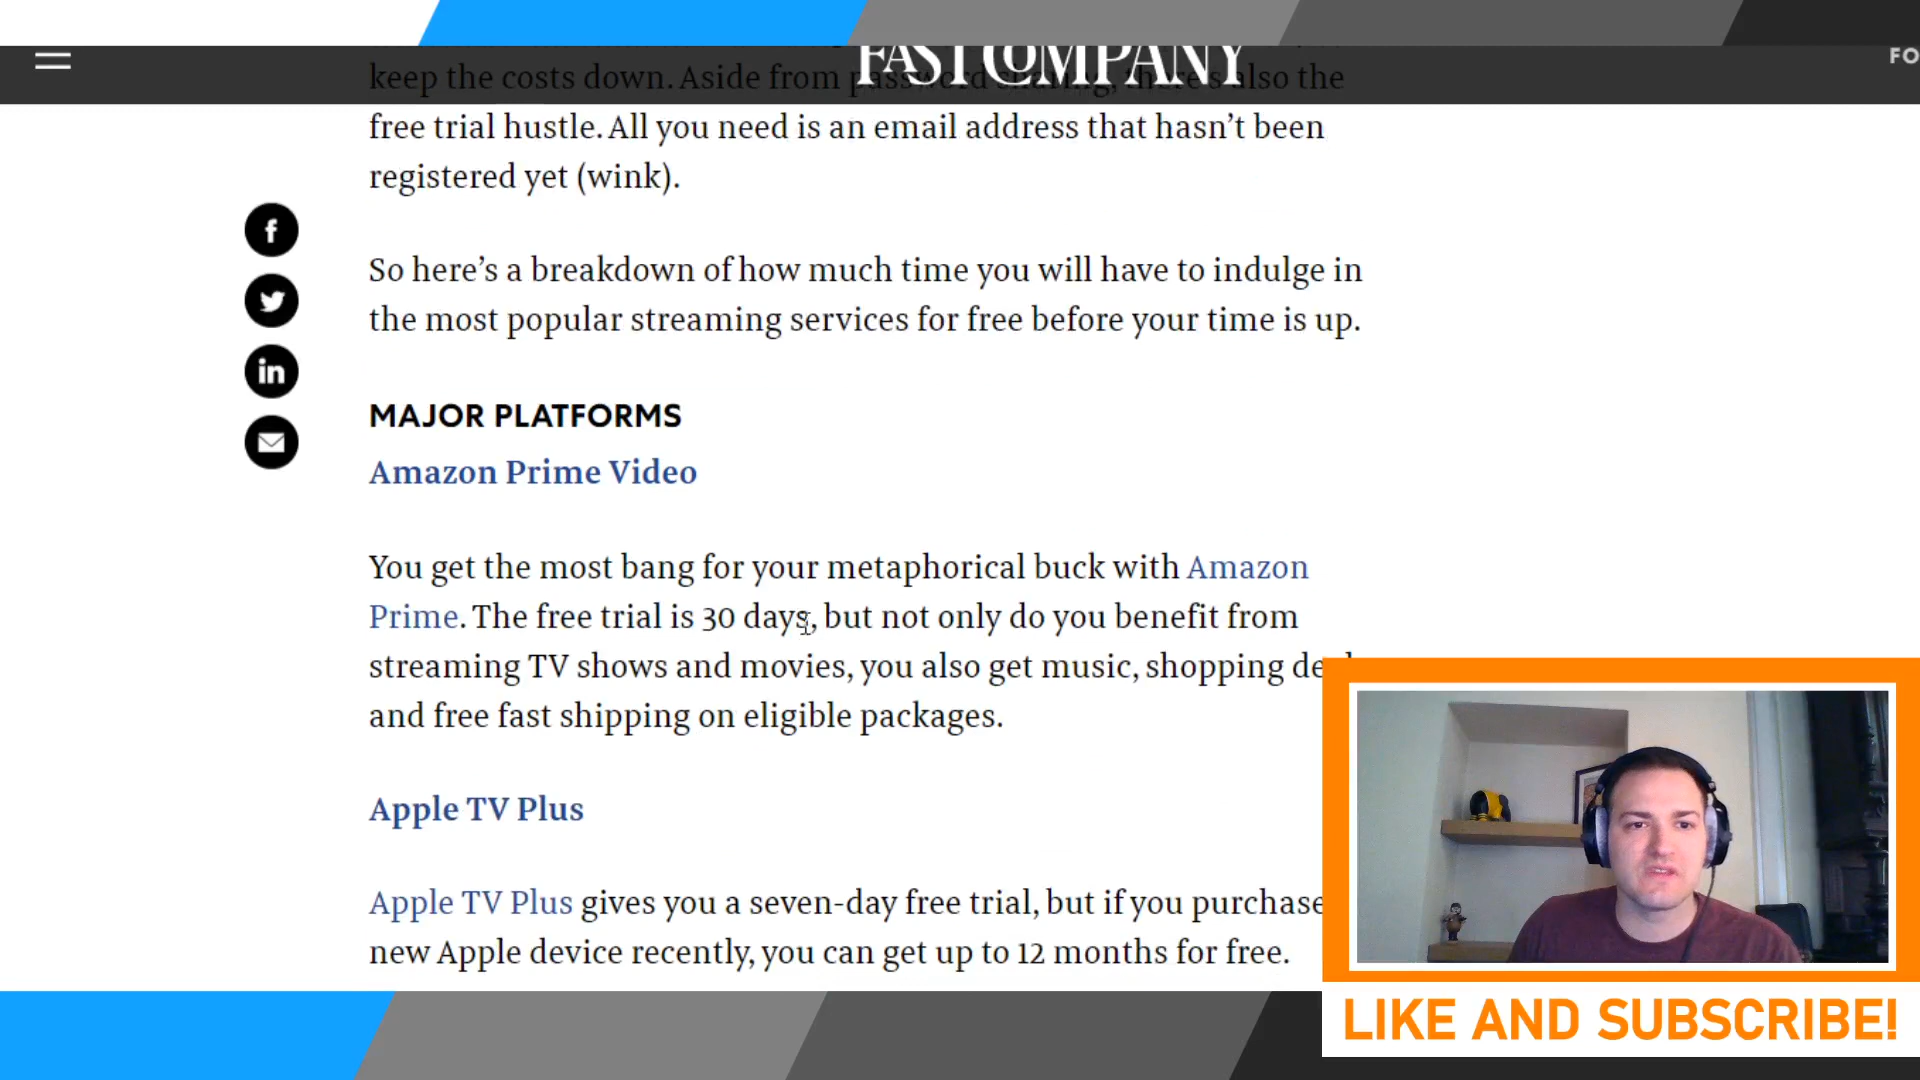 FAST COMPANY
FO
keep the costs down. Aside from password sharing, there's also the
free trial hustle. All you need is an email address that hasn't been
registered yet (wink).
f
in
So here's a breakdown of how much time you will have to indulge in
the most popular streaming services for free before your time is up.
MAJOR PLATFORMS
Amazon Prime Video
You get the most bang for your metaphorical buck with Amazon
Prime. The free trial is 30 days, but not only do you benefit from
streaming TV shows and movies, you also get music, shopping
and free fast shipping on eligible packages.
Apple TV Plus
Apple TV Plus gives you a seven-day free trial, but if you purchase
new Apple device recently, you can get up to 12 months for free.
LIKE AND SUBSCRIBE!